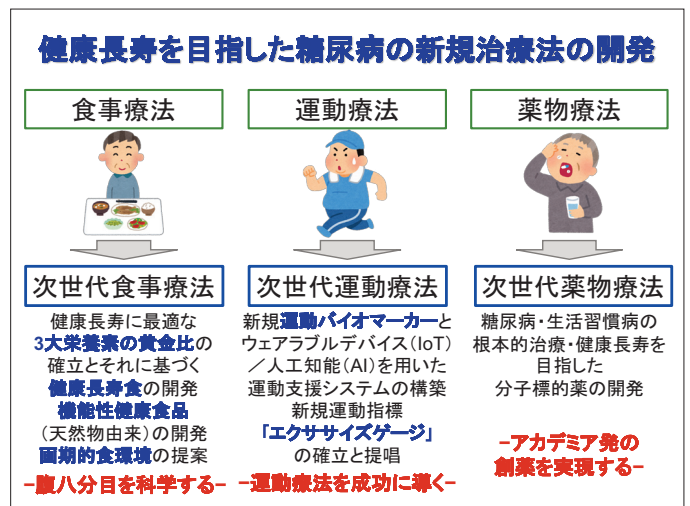 健康長寿を目指した糖尿病の新規治療法の開発
食事療法
次世代食事療法
健康長寿に最適な
3大栄養素の黄金比の
確立とそれに基づく
健康長寿食の開発
機能性健康食品
(天然物由来)の開発
画期的食環境の提案
-腹八分目を科学する-
運動療法
次世代運動療法
新規運動バイオマーカーと
ウェアラブルデバイス(IoT)
/人工知能(AI)を用いた
運動支援システムの構築
新規運動指標
「エクササイズゲージ」
の確立と提唱
-運動療法を成功に導く-
薬物療法
次世代薬物療法
糖尿病・生活習慣病の
根本的治療・健康長寿を
目指した
分子標的薬の開発
-アカデミア発の
創薬を実現する-